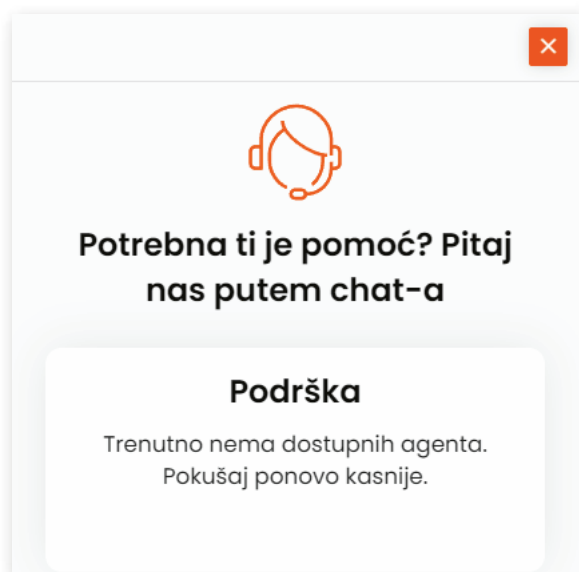 Potrebna ti je pomoć? Pitaj
nas putem chat-a
Podrška
Trenutno nema dostupnih agenta.
Pokušaj ponovo kasnije.